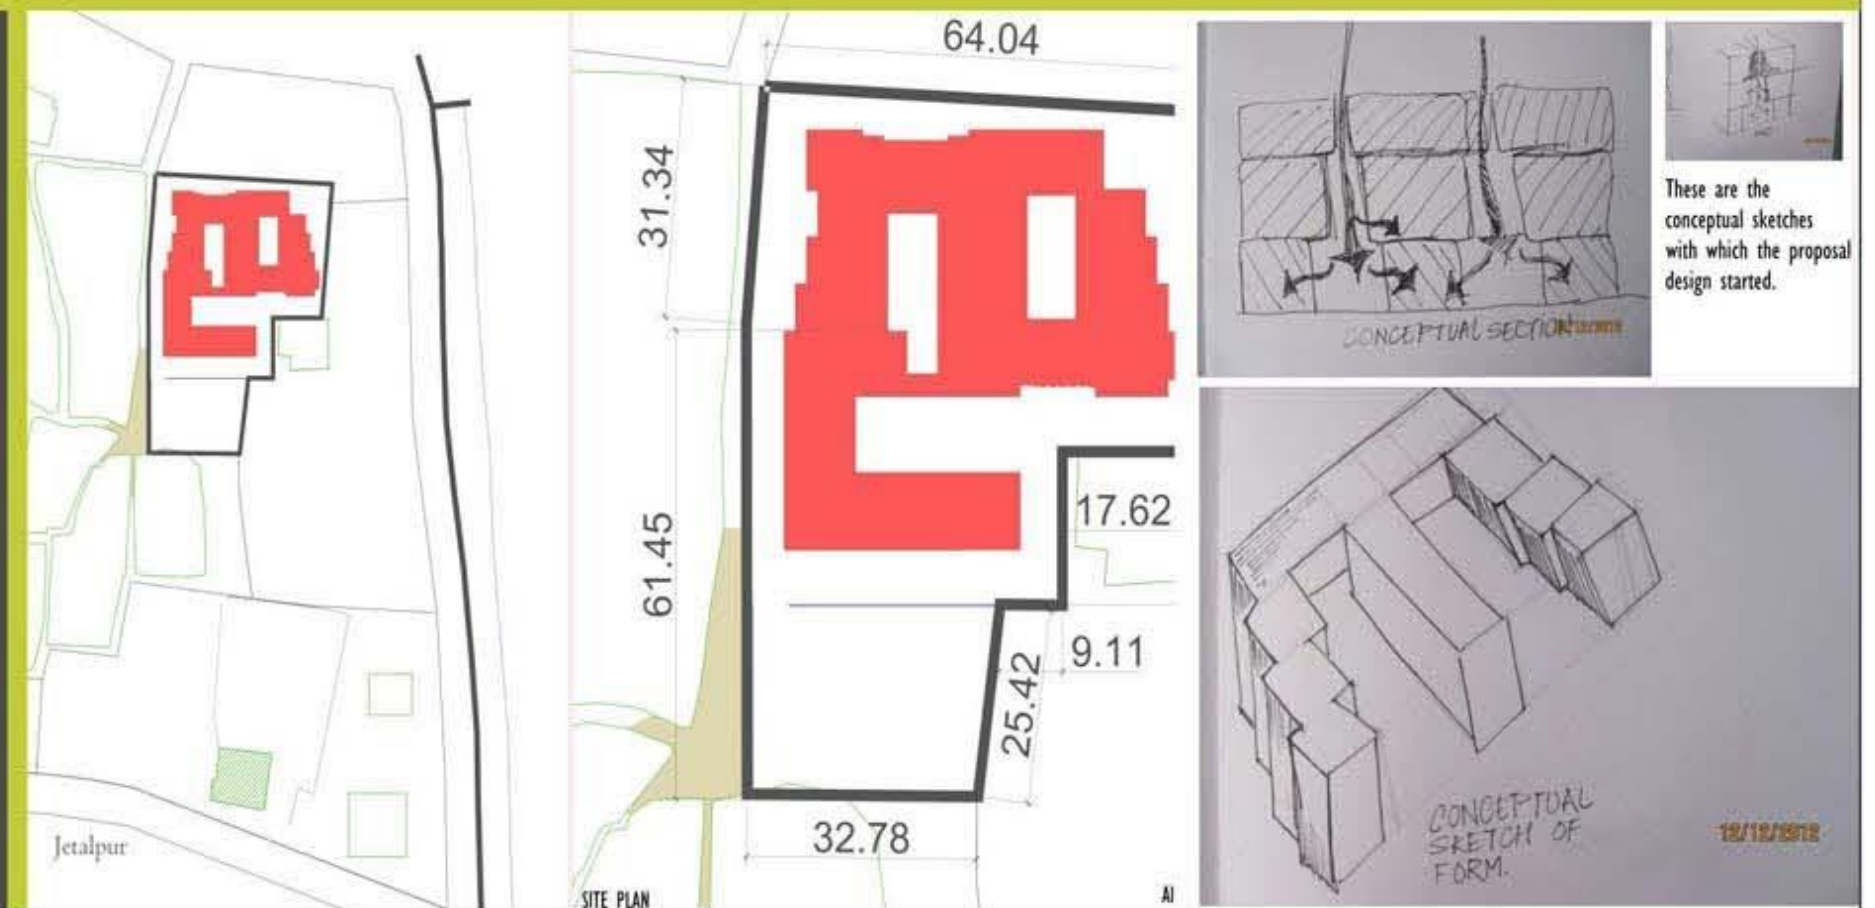 Jetalpur
64.04
31.34
61.45
17.62
9.11
25.42
32.78
SITE PLAN
AI
CONCEPTUAL SECTION
These are the
conceptual sketches
with which the proposal
design started.
CONCEPTUAL
SKETCH OF
FORM.
12/12/2012